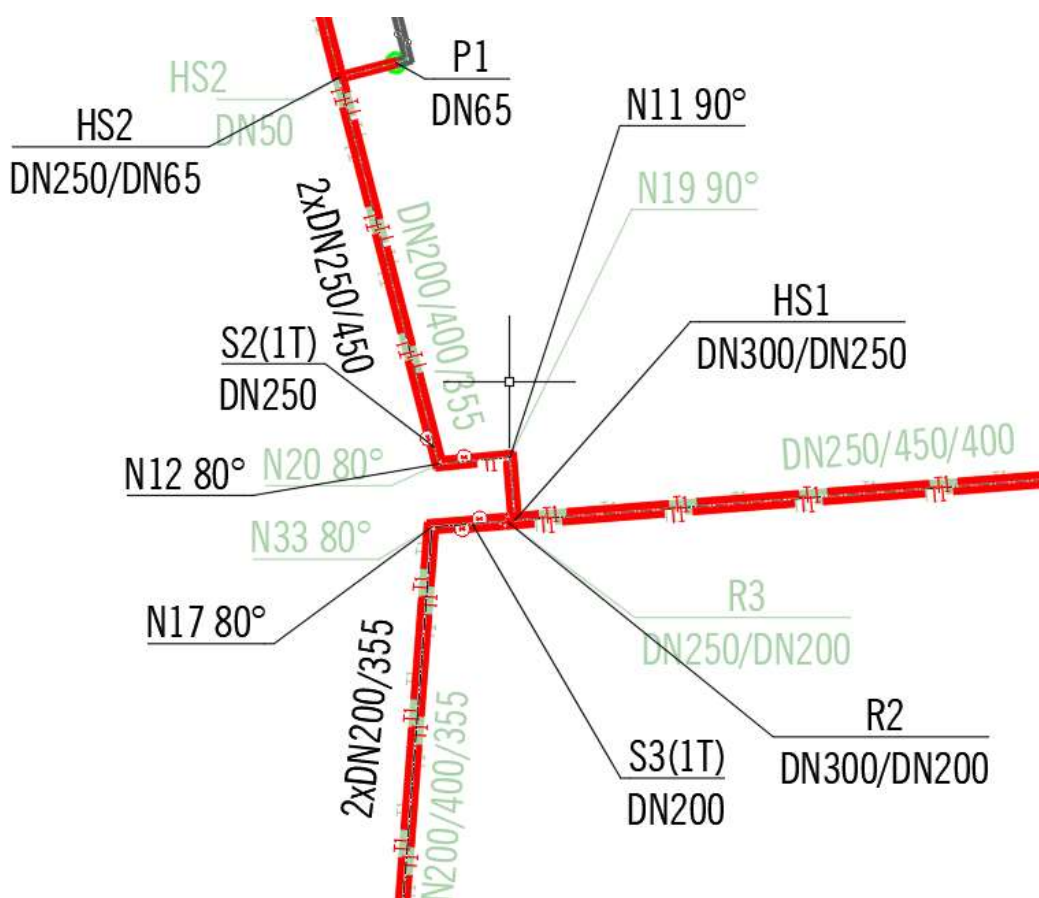 P1
DN65
HS2
DN50
HS2
DN250/DN65
N11 90°
N19 90°
2xDN250/450
DN200/400/355
HS1
DN300/DN250
S2(1T)
DN250
N12 80°
N20 80°
DN250/450/400
N33 80°
N17 80°
R3
DN250/DN200
2xDN200/355
N200/400/355
R2
DN300/DN200
S3(1T)
DN200